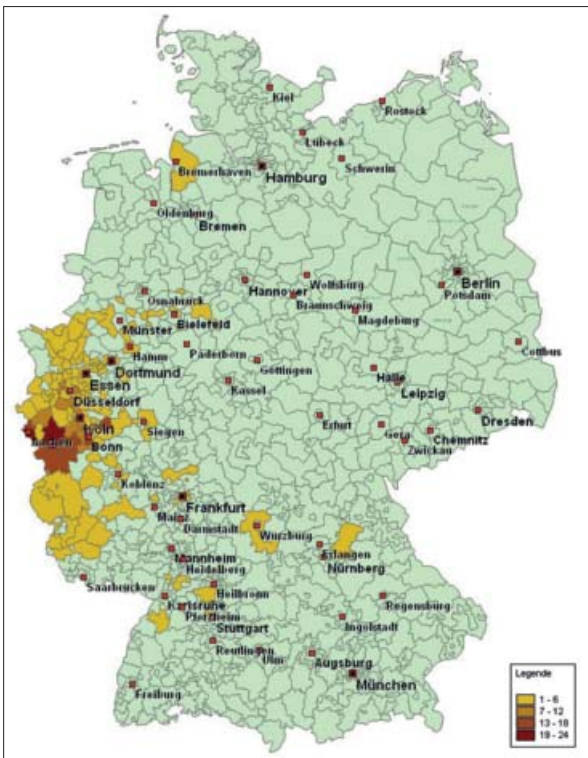 Kiel
Rostock
Lübeck
Schwerin
Bremerhaven
Hamburg
Oldenburg
Bremen
Berlin
Potsdam
Osnabrück
Hannover
Wolfsburg
Braunschweig
Magdeburg
Münster
Bielefeld
Cottbus
Hamm
Paderborn
Göttingen
Dortmund
Essen
Kassel
Halle
Leipzig
Düsseldorf
Dresden
Köln
Siegen
Erfurt
Gera
Chemnitz
Zwickau
Aachen
Bonn
Koblenz
Frankfurt
Mainz
Darmstadt
Würzburg
Erlangen
Nürnberg
Mannheim
Heidelberg
Saarbrücken
Heilbronn
Karlsruhe
Pforzheim
Regensburg
Stuttgart
Ingolstadt
Reutlingen
Ulm
Augsburg
München
Freiburg
Legende
1 - 6
7 - 12
13 - 18
19 - 24